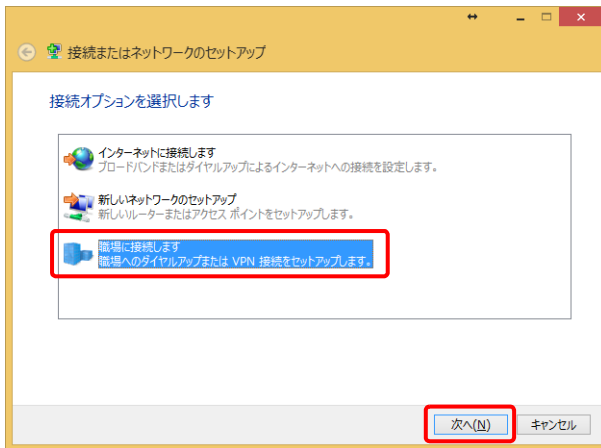 接続またはネットワークのセットアップ
接続オプションを選択します
インターネットに接続します
ブロードバンドまたはダイヤルアップによるインターネットへの接続を設定します。
新しいネットワークのセットアップ
新しいルーターまたはアクセス ポイントをセットアップします。
職場に接続します
職場へのダイヤルアップまたは VPN 接続をセットアップします。
次へ(N)
キャンセル